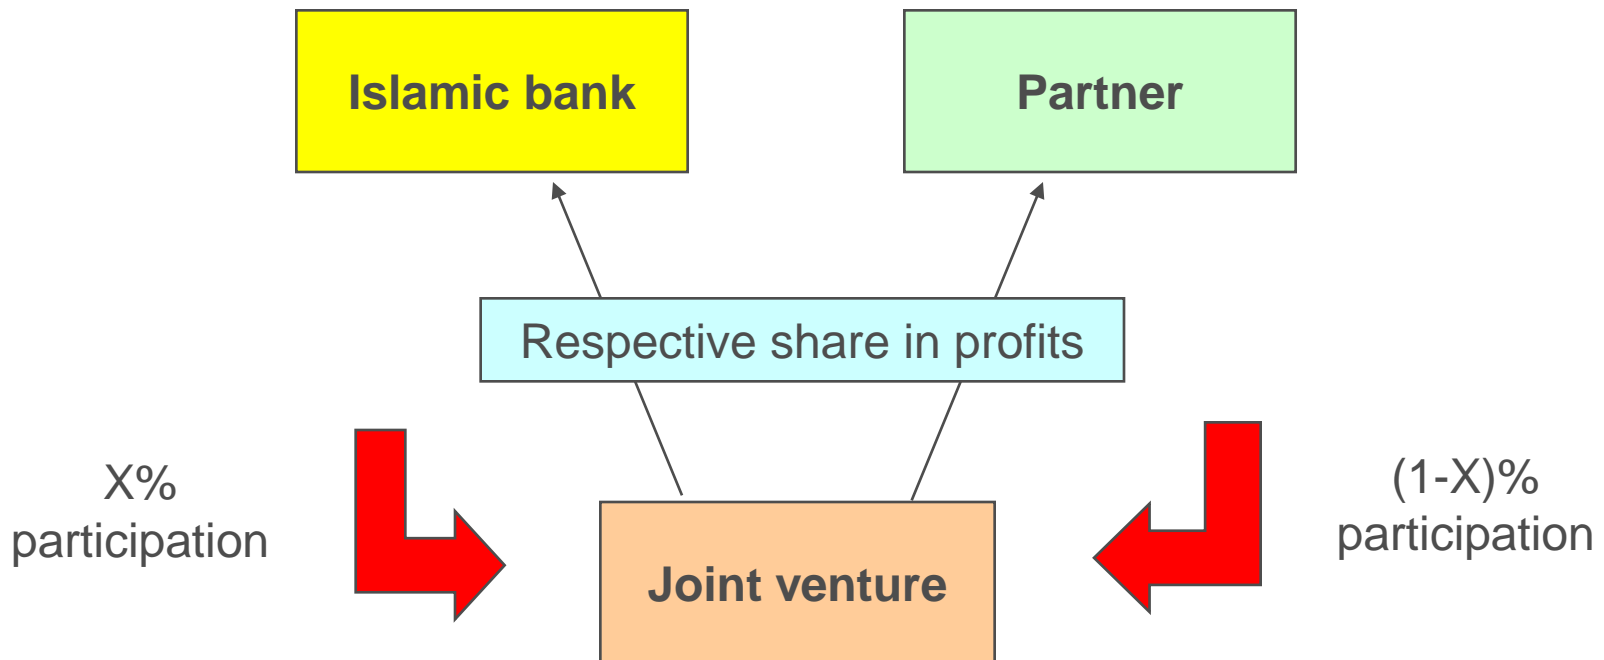 Islamic bank
Partner
Respective share in profits
X%
participation
(1-X)%
participation
Joint venture